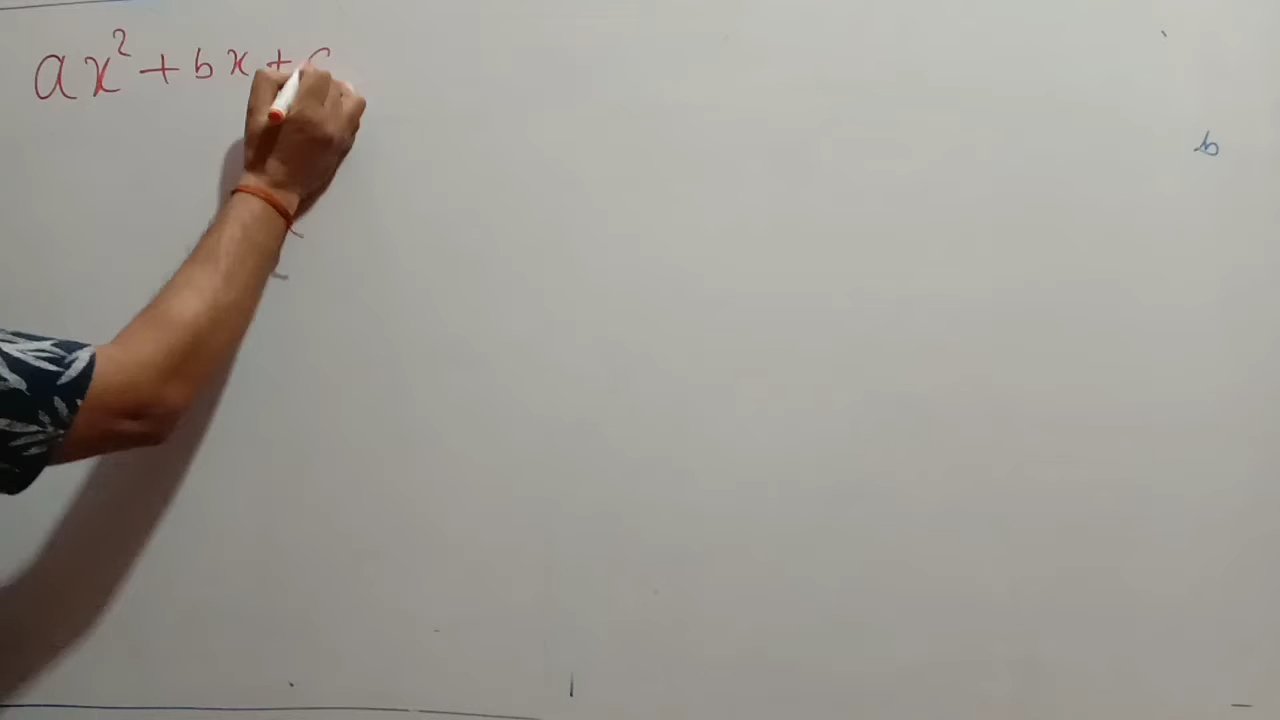 ax² + bx + c
b